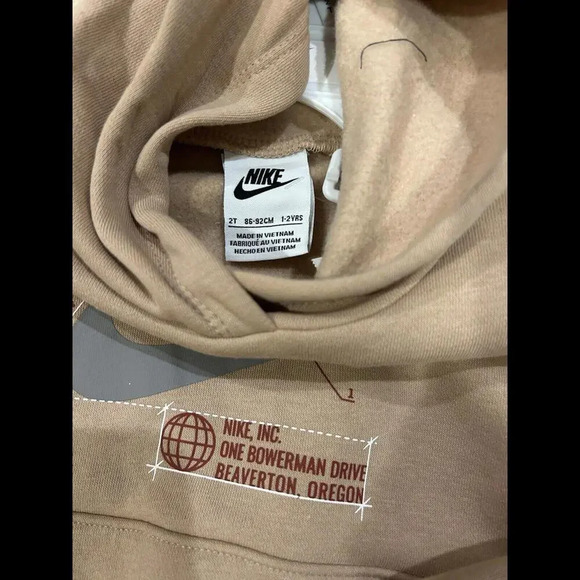 NIKE
2T 86-92CM 1-2YRS
MADE IN VIETNAM
FABRIQUÉ AU VIETNAM
HECHO EN VIETNAM
1
NIKE, INC.
ONE BOWERMAN DRIVE
BEAVERTON, OREGON